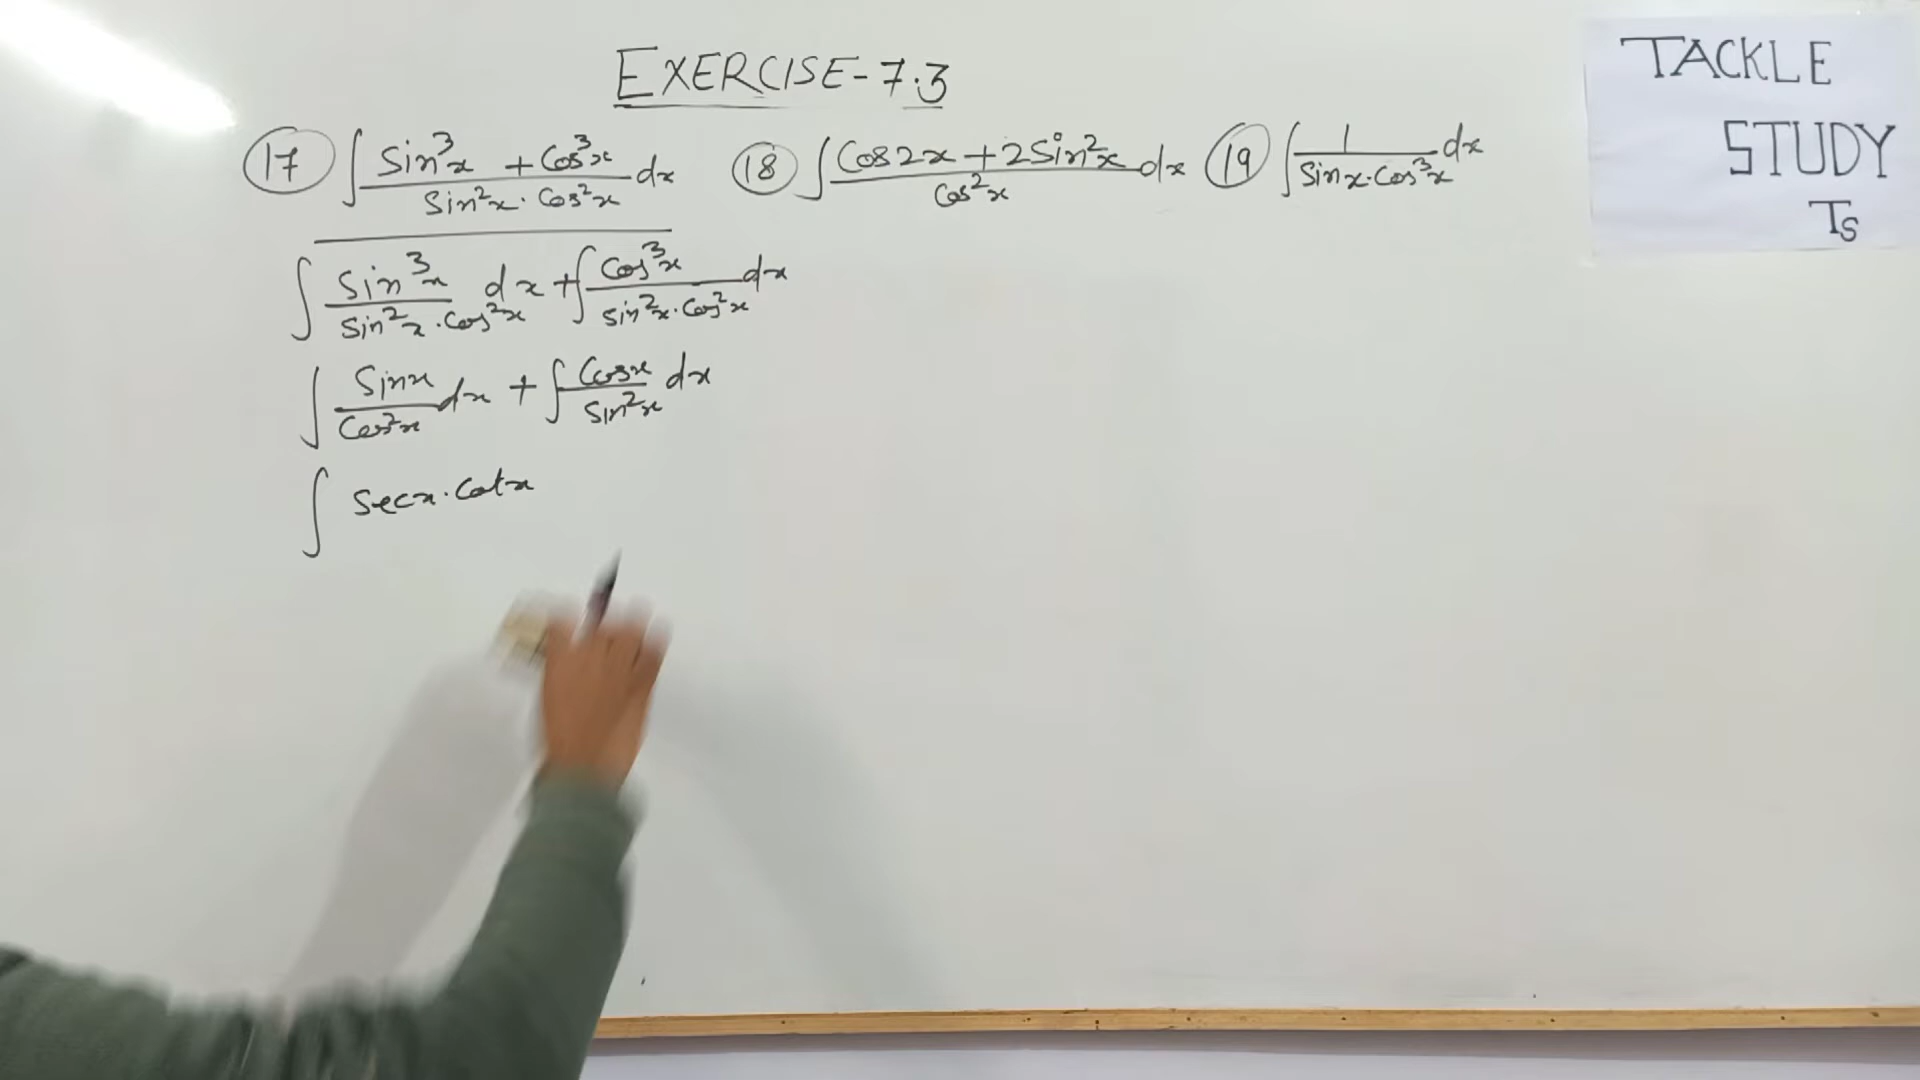 EXERCISE-7.3
TACKLE
STUDY
Ts
17 ∫ Sin³x + Cos³x / Sin²x · Cos²x dx
18 ∫ Cos2x + 2Sin²x / Cos²x dx
19 ∫ 1 / Sinx · Cos³x dx
∫ Sin³x / Sin²x · Cos²x dx + ∫ Cos³x / Sin²x · Cos²x dx
∫ Sinx / Cos²x dx + ∫ Cosx / Sin²x dx
∫ Secx · Cotx